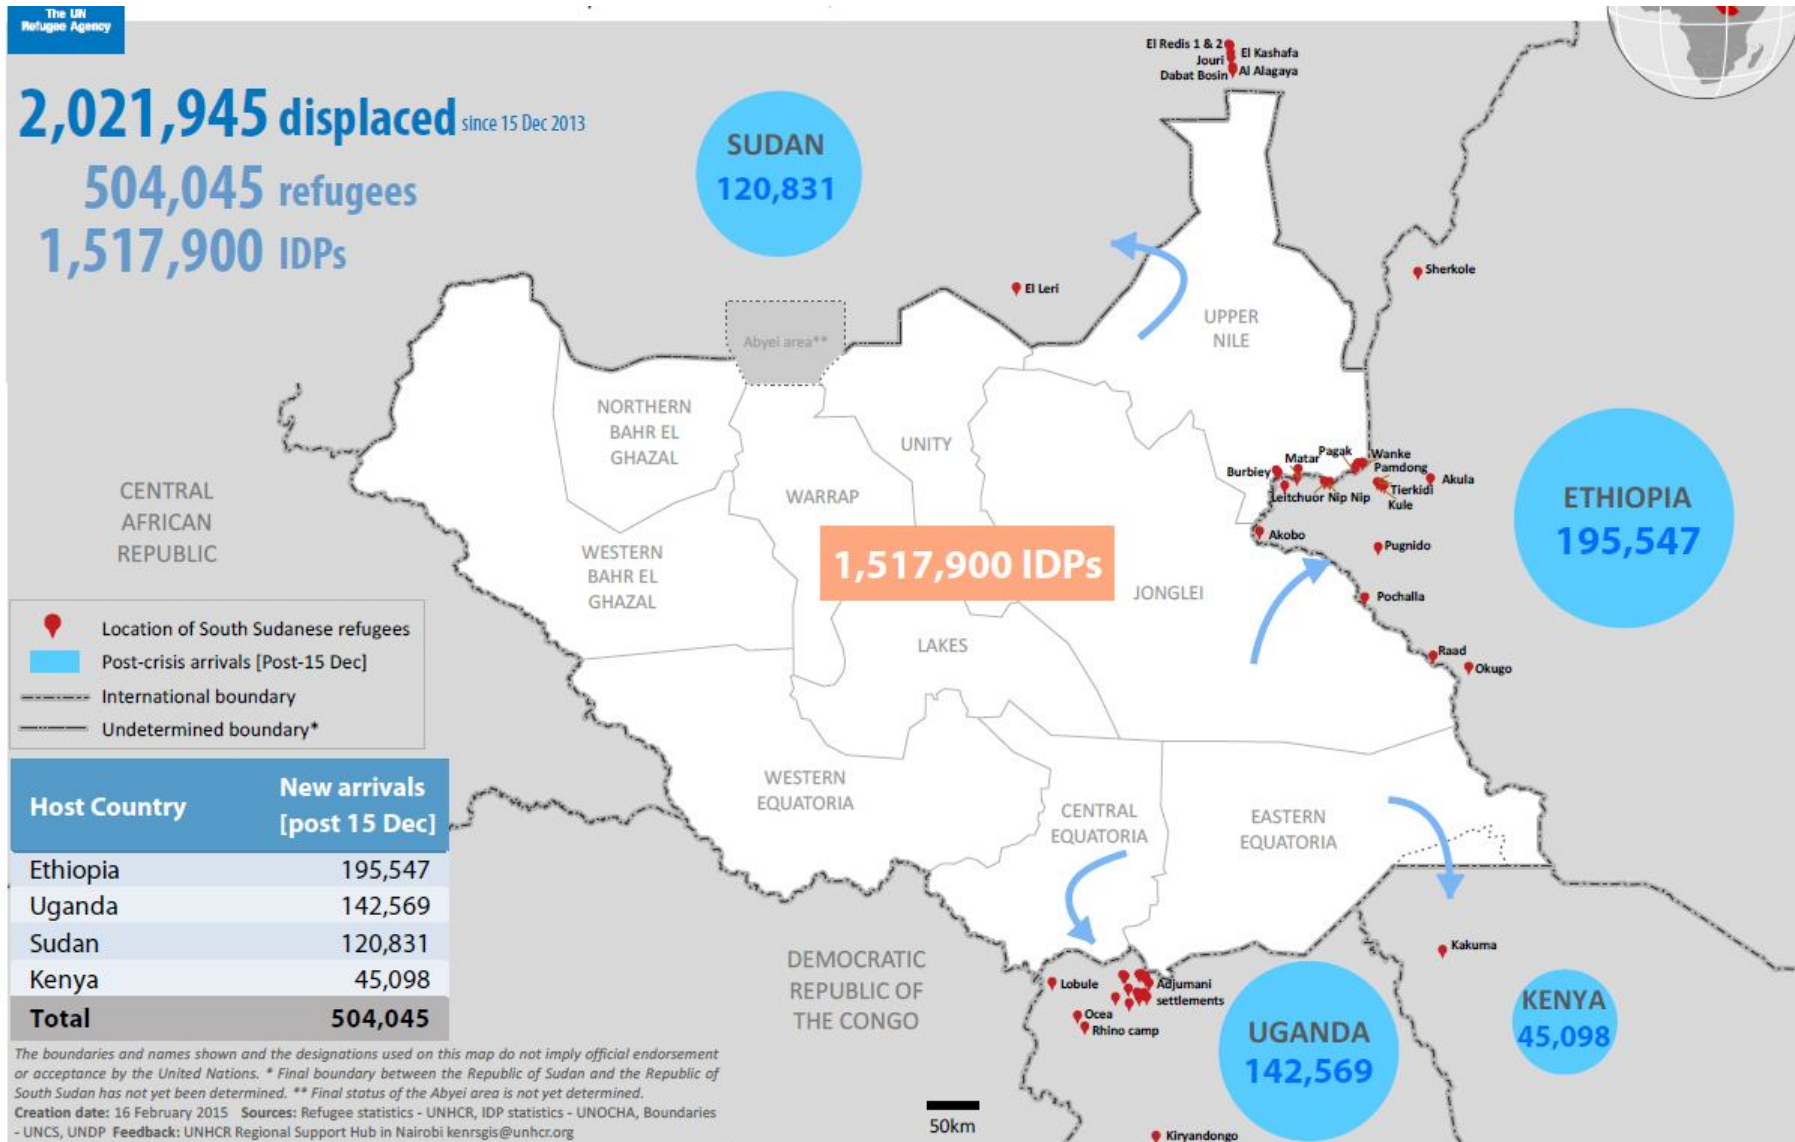 The UN
Refugee Agency
2,021,945 displaced since 15 Dec 2013
504,045 refugees
1,517,900 IDPs
SUDAN
120,831
El Redis 1 & 2
El Kashafa
Jouri
Al Alagaya
Dabat Bosin
Sherkole
El Leri
UPPER
NILE
Abyei area**
NORTHERN
BAHR EL
GHAZAL
UNITY
WARRAP
CENTRAL
AFRICAN
REPUBLIC
WESTERN
BAHR EL
GHAZAL
1,517,900 IDPs
JONGLEI
LAKES
Burbiey
Matar
Pagak
Wanke
Pamdong
Akula
Leitchuor
Nip Nip
Tierkidi
Kule
Akobo
Pugnido
Pochalla
Raad
Okugo
ETHIOPIA
195,547
Location of South Sudanese refugees
Post-crisis arrivals [Post-15 Dec]
International boundary
Undetermined boundary*
WESTERN
EQUATORIA
CENTRAL
EQUATORIA
EASTERN
EQUATORIA
Host Country New arrivals
[post 15 Dec]
Ethiopia 195,547
Uganda 142,569
Sudan 120,831
Kenya 45,098
Total 504,045
DEMOCRATIC
REPUBLIC OF
THE CONGO
Lobule
Adjumani
settlements
Ocea
Rhino camp
Kakuma
UGANDA
142,569
KENYA
45,098
Kiryandongo
50km
The boundaries and names shown and the designations used on this map do not imply official endorsement
or acceptance by the United Nations. * Final boundary between the Republic of Sudan and the Republic of
South Sudan has not yet been determined. ** Final status of the Abyei area is not yet determined.
Creation date: 16 February 2015 Sources: Refugee statistics - UNHCR, IDP statistics - UNOCHA, Boundaries
- UNCS, UNDP Feedback: UNHCR Regional Support Hub in Nairobi kenrsgis@unhcr.org